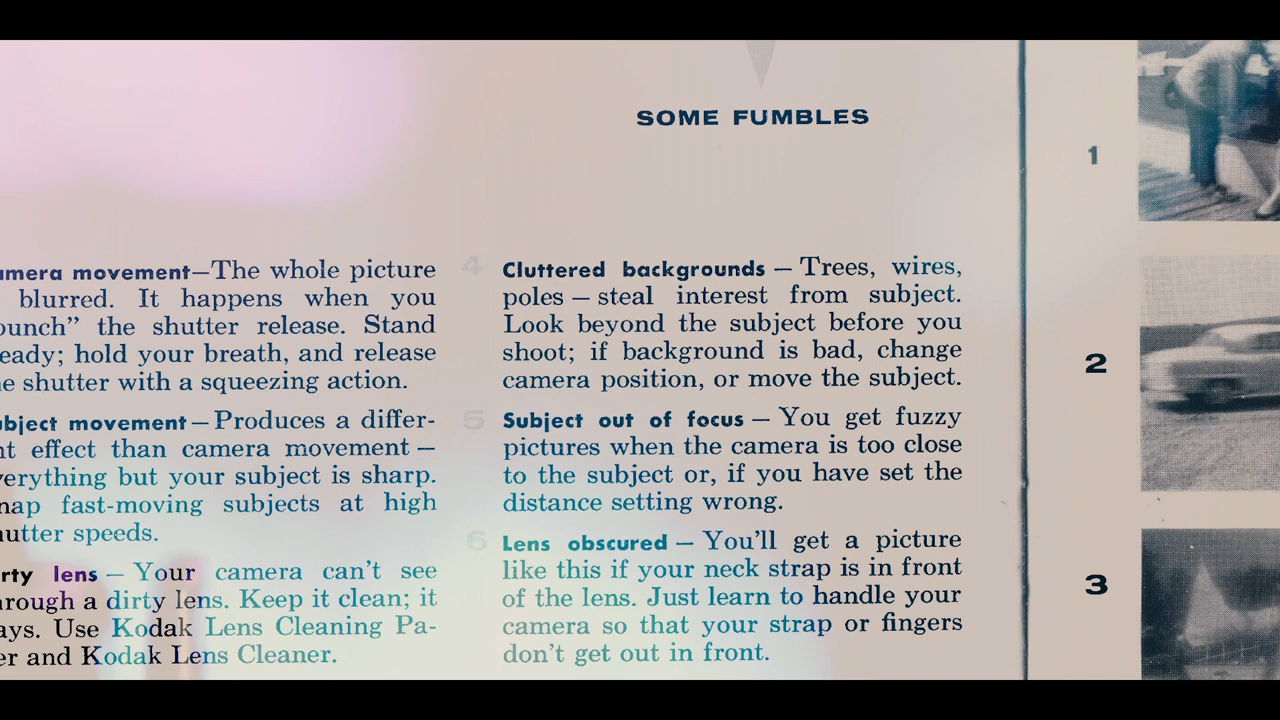 SOME FUMBLES
amera movement—The whole picture
blurred. It happens when you
ounch” the shutter release. Stand
eady; hold your breath, and release
e shutter with a squeezing action.
ubject movement—Produces a differ-
nt effect than camera movement—
verything but your subject is sharp.
nap fast-moving subjects at high
hutter speeds.
rty lens — Your camera can’t see
hrough a dirty lens. Keep it clean; it
ays. Use Kodak Lens Cleaning Pa-
er and Kodak Lens Cleaner.
4 Cluttered backgrounds — Trees, wires,
poles — steal interest from subject.
Look beyond the subject before you
shoot; if background is bad, change
camera position, or move the subject.
5 Subject out of focus — You get fuzzy
pictures when the camera is too close
to the subject or, if you have set the
distance setting wrong.
6 Lens obscured — You’ll get a picture
like this if your neck strap is in front
of the lens. Just learn to handle your
camera so that your strap or fingers
don’t get out in front.
1
2
3